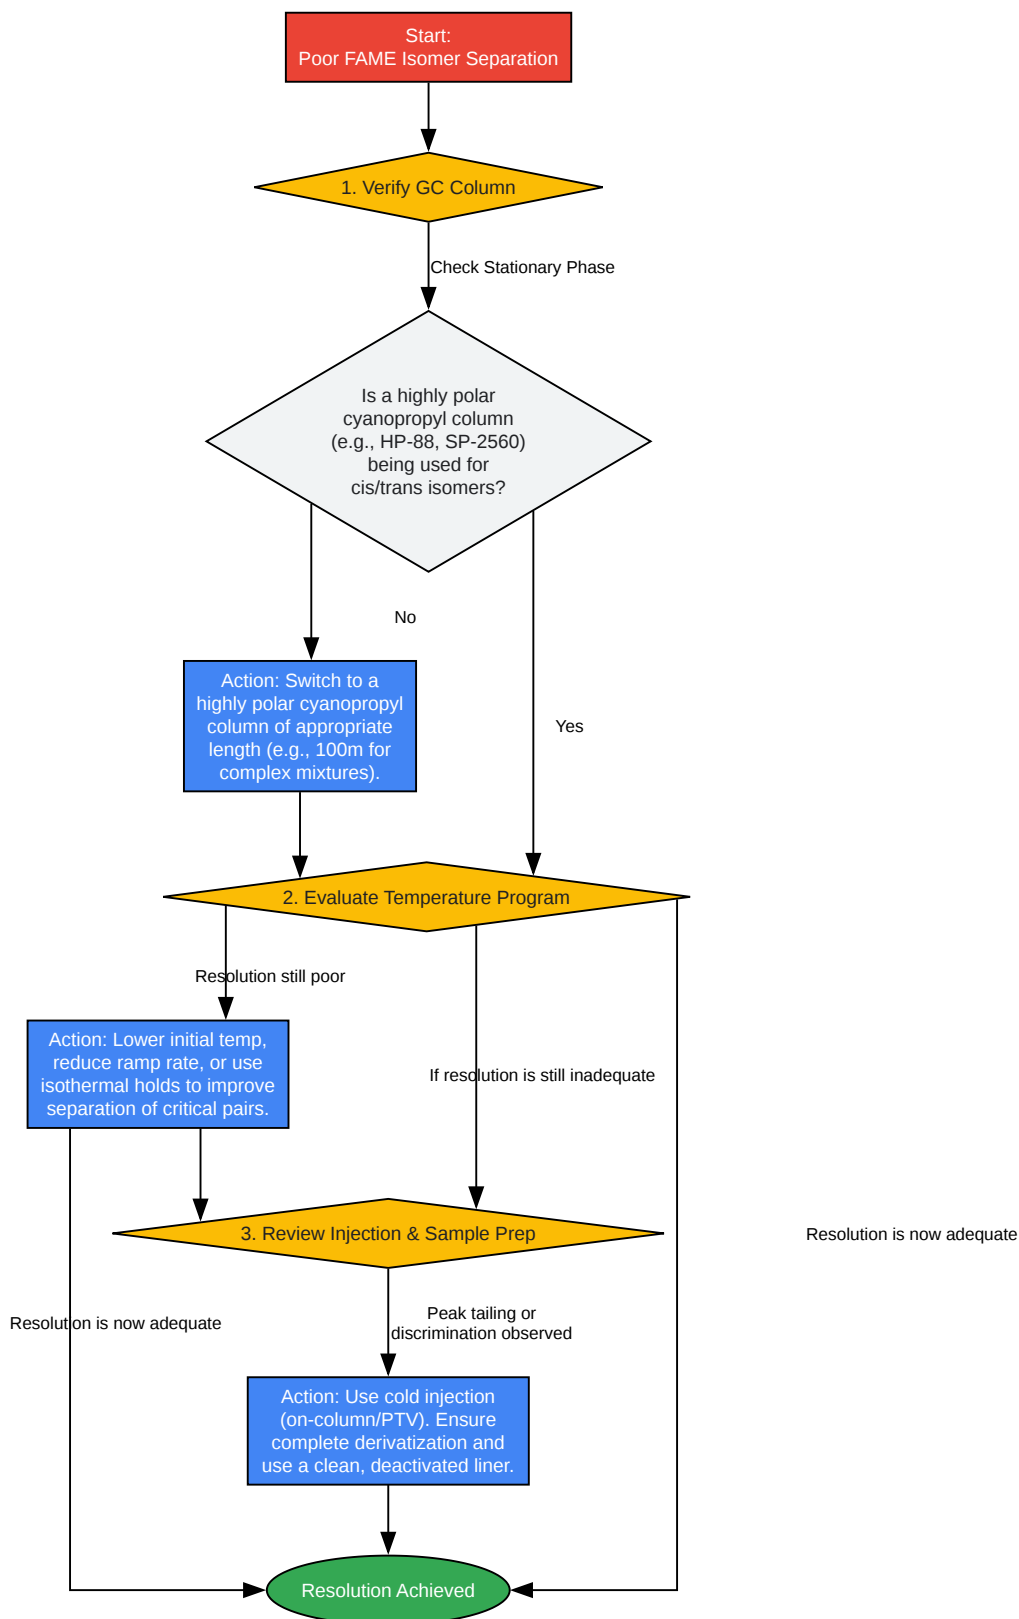 Start:
Poor FAME Isomer Separation
1. Verify GC Column
Check Stationary Phase
Is a highly polar
cyanopropyl column
(e.g., HP-88, SP-2560)
being used for
cis/trans isomers?
No
Action: Switch to a
highly polar cyanopropyl
column of appropriate
length (e.g., 100m for
complex mixtures).
Yes
2. Evaluate Temperature Program
Resolution still poor
Action: Lower initial temp,
reduce ramp rate, or use
isothermal holds to improve
separation of critical pairs.
If resolution is still inadequate
3. Review Injection & Sample Prep
Resolution is now adequate
Resolution is now adequate
Peak tailing or
discrimination observed
Action: Use cold injection
(on-column/PTV). Ensure
complete derivatization and
use a clean, deactivated liner.
Resolution Achieved